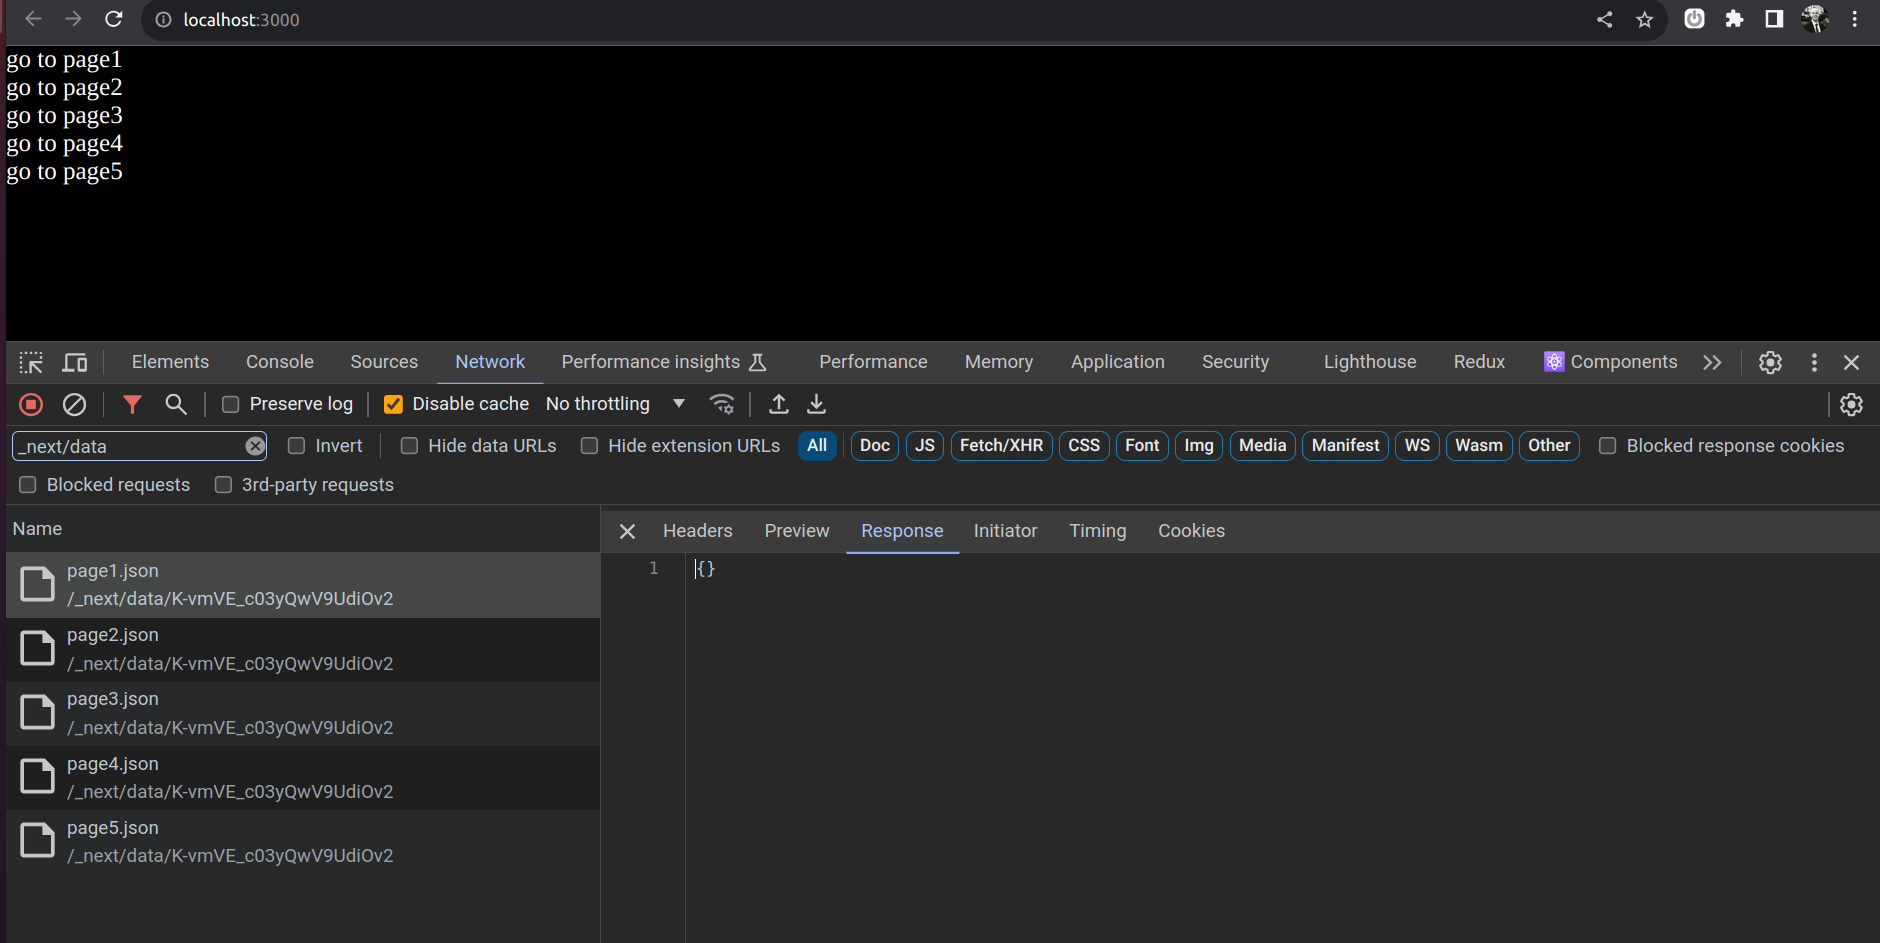 localhost:3000
go to page1
go to page2
go to page3
go to page4
go to page5
Elements Console Sources Network Performance insights Performance Memory Application Security Lighthouse Redux Components
Preserve log Disable cache No throttling
_next/data Invert Hide data URLs Hide extension URLs All Doc JS Fetch/XHR CSS Font Img Media Manifest WS Wasm Other Blocked response cookies
Blocked requests 3rd-party requests
Name
Headers Preview Response Initiator Timing Cookies
1 {}
page1.json
/_next/data/K-vmVE_c03yQwV9UdiOv2
page2.json
/_next/data/K-vmVE_c03yQwV9UdiOv2
page3.json
/_next/data/K-vmVE_c03yQwV9UdiOv2
page4.json
/_next/data/K-vmVE_c03yQwV9UdiOv2
page5.json
/_next/data/K-vmVE_c03yQwV9UdiOv2